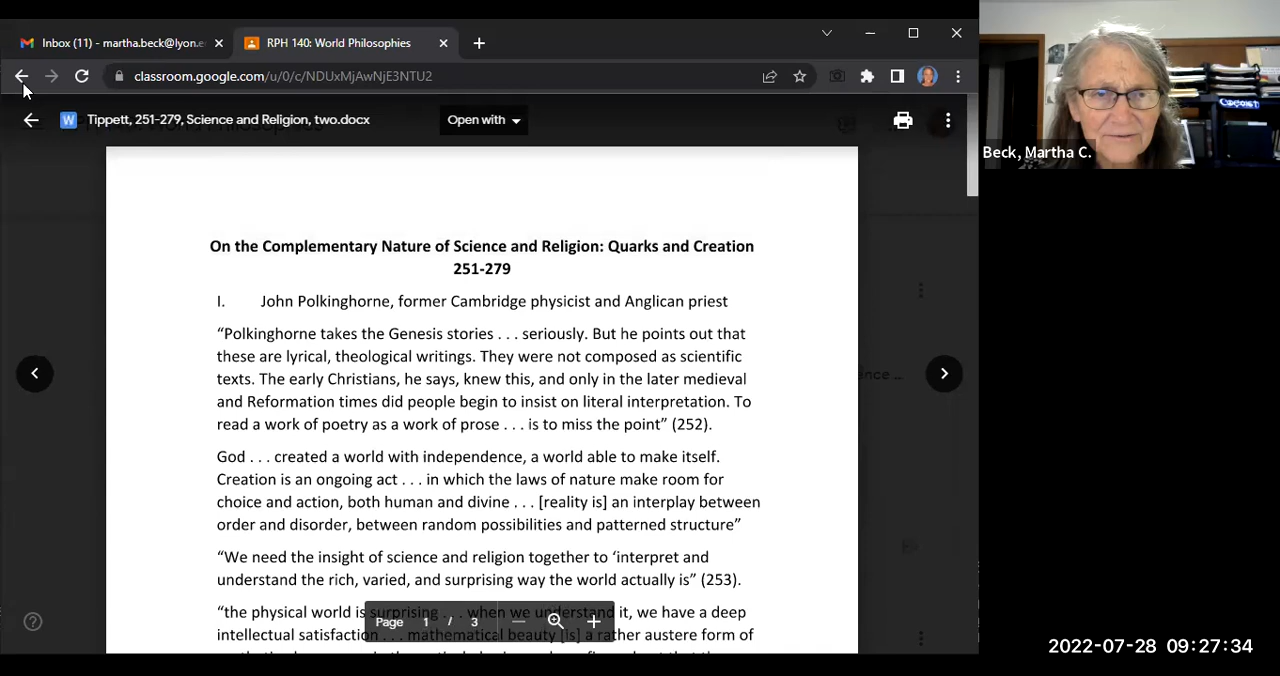 Inbox (11) - martha.beck@lyon.e
RPH 140: World Philosophies
classroom.google.com/u/0/c/NDUxMjAwNjE3NTU2
Tippett, 251-279, Science and Religion, two.docx
Open with
Beck, Martha C.
On the Complementary Nature of Science and Religion: Quarks and Creation
251-279
I. John Polkinghorne, former Cambridge physicist and Anglican priest
“Polkinghorne takes the Genesis stories . . . seriously. But he points out that
these are lyrical, theological writings. They were not composed as scientific
texts. The early Christians, he says, knew this, and only in the later medieval
and Reformation times did people begin to insist on literal interpretation. To
read a work of poetry as a work of prose . . . is to miss the point” (252).
God . . . created a world with independence, a world able to make itself.
Creation is an ongoing act . . . in which the laws of nature make room for
choice and action, both human and divine . . . [reality is] an interplay between
order and disorder, between random possibilities and patterned structure”
“We need the insight of science and religion together to ‘interpret and
understand the rich, varied, and surprising way the world actually is” (253).
“the physical world is surprising . . . when we understand it, we have a deep
Page 1 / 3
intellectual satisfaction . . . mathematical beauty [is] a rather austere form of
2022-07-28 09:27:34